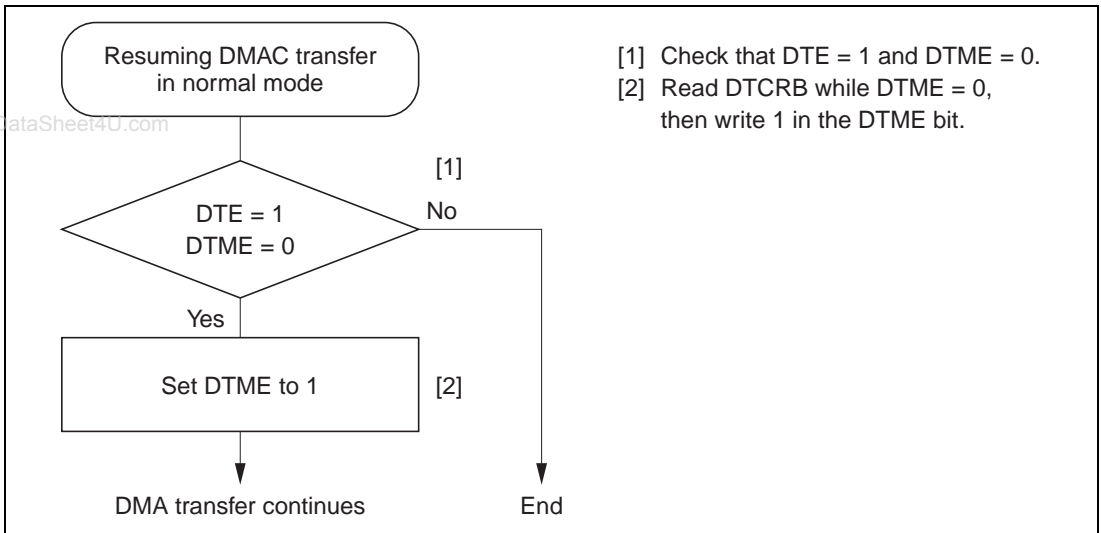 Resuming DMAC transfer
in normal mode
[1] Check that DTE = 1 and DTME = 0.
[2] Read DTCRB while DTME = 0,
then write 1 in the DTME bit.
ataSheet4U.com
[1]
DTE = 1
DTME = 0
No
Yes
Set DTME to 1
[2]
DMA transfer continues
End